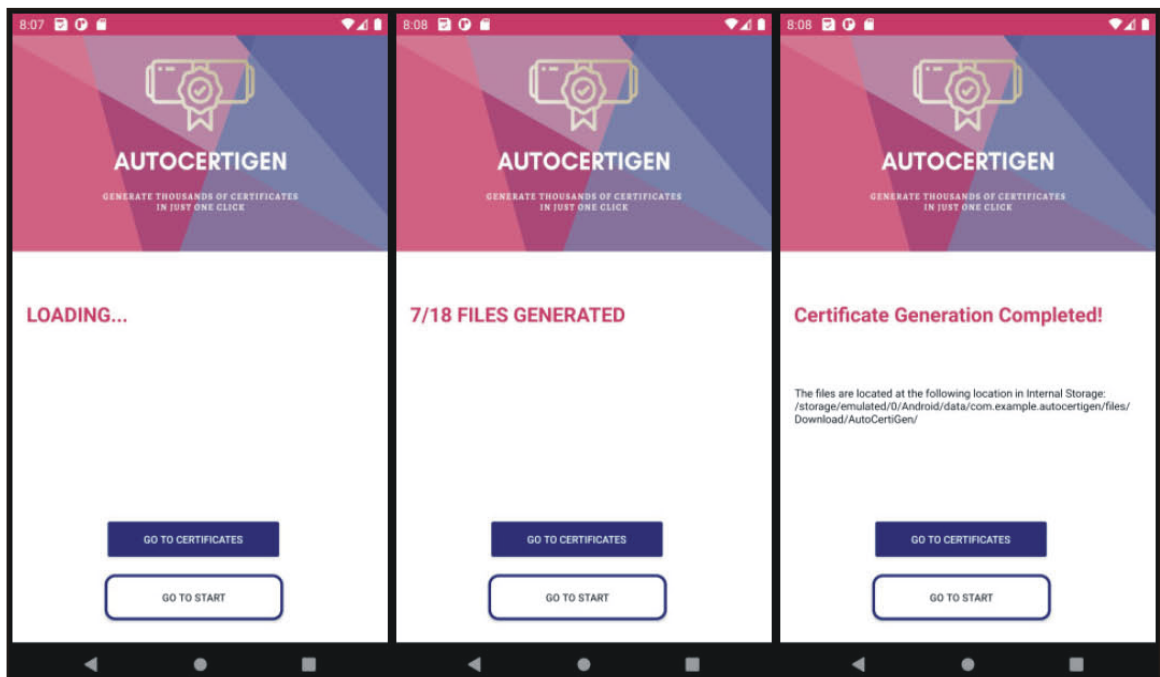 8:07
AUTOCERTIGEN
GENERATE THOUSANDS OF CERTIFICATES
IN JUST ONE CLICK
LOADING...
GO TO CERTIFICATES
GO TO START
8:08
AUTOCERTIGEN
GENERATE THOUSANDS OF CERTIFICATES
IN JUST ONE CLICK
7/18 FILES GENERATED
GO TO CERTIFICATES
GO TO START
8:08
AUTOCERTIGEN
GENERATE THOUSANDS OF CERTIFICATES
IN JUST ONE CLICK
Certificate Generation Completed!
The files are located at the following location in Internal Storage:
/storage/emulated/0/Android/data/com.example.autocertigen/files/
Download/AutoCertiGen/
GO TO CERTIFICATES
GO TO START